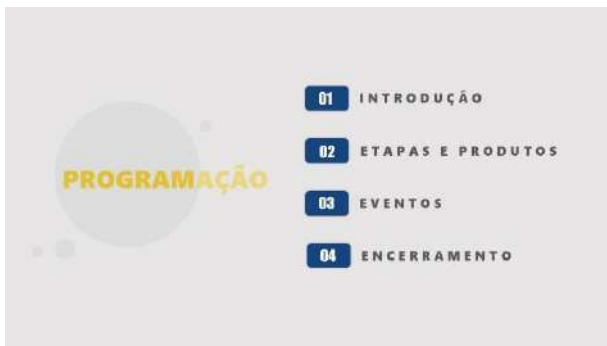 PROGRAMAÇÃO
01 INTRODUÇÃO
02 ETAPAS E PRODUTOS
03 EVENTOS
04 ENCERRAMENTO